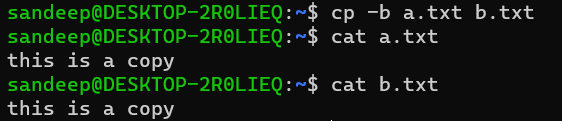 sandeep@DESKTOP-2R0LIEQ:~$ cp -b a.txt b.txt
sandeep@DESKTOP-2R0LIEQ:~$ cat a.txt
this is a copy
sandeep@DESKTOP-2R0LIEQ:~$ cat b.txt
this is a copy